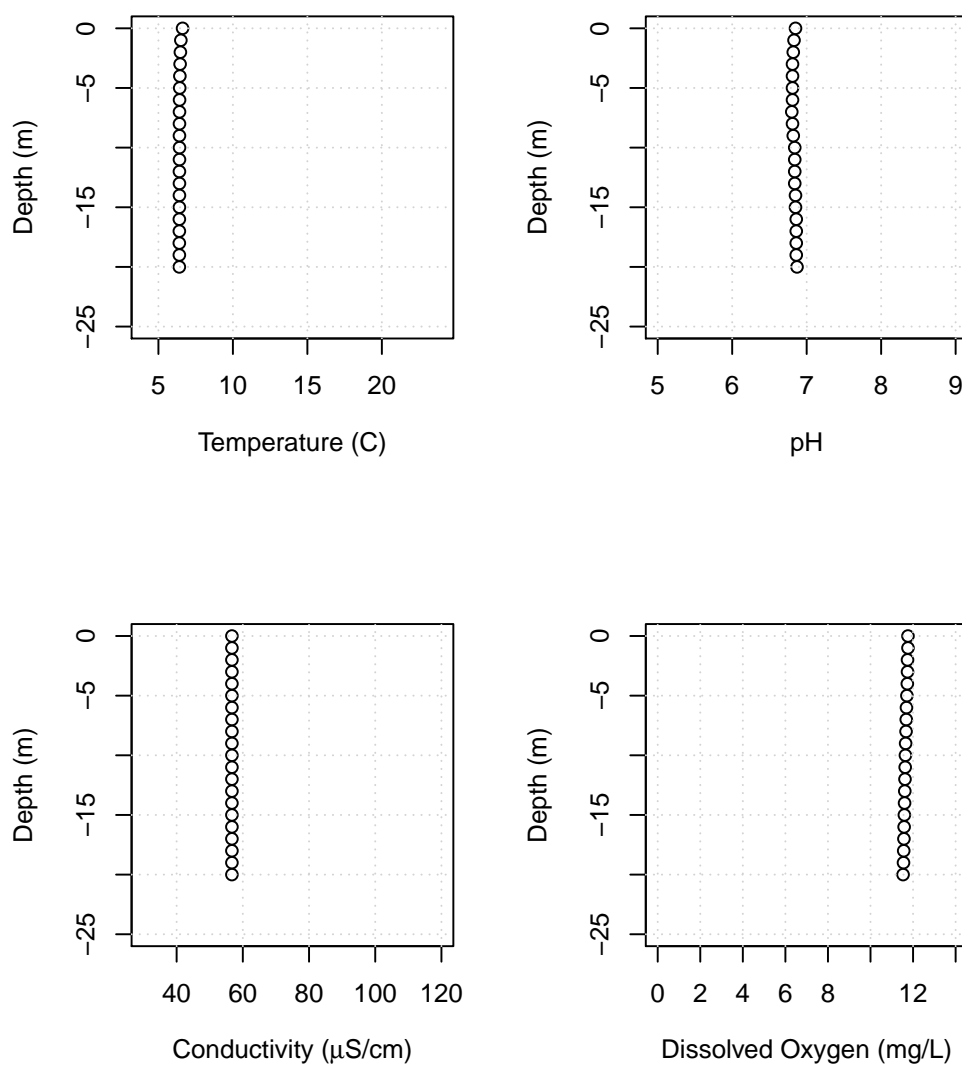 0
−5
−15
−25
Depth (m)
5 10 15 20
Temperature (C)
0
−5
−15
−25
Depth (m)
5 6 7 8 9
pH
0
−5
−15
−25
Depth (m)
40 60 80 100 120
Conductivity (μS/cm)
0
−5
−15
−25
Depth (m)
0 2 4 6 8 12
Dissolved Oxygen (mg/L)